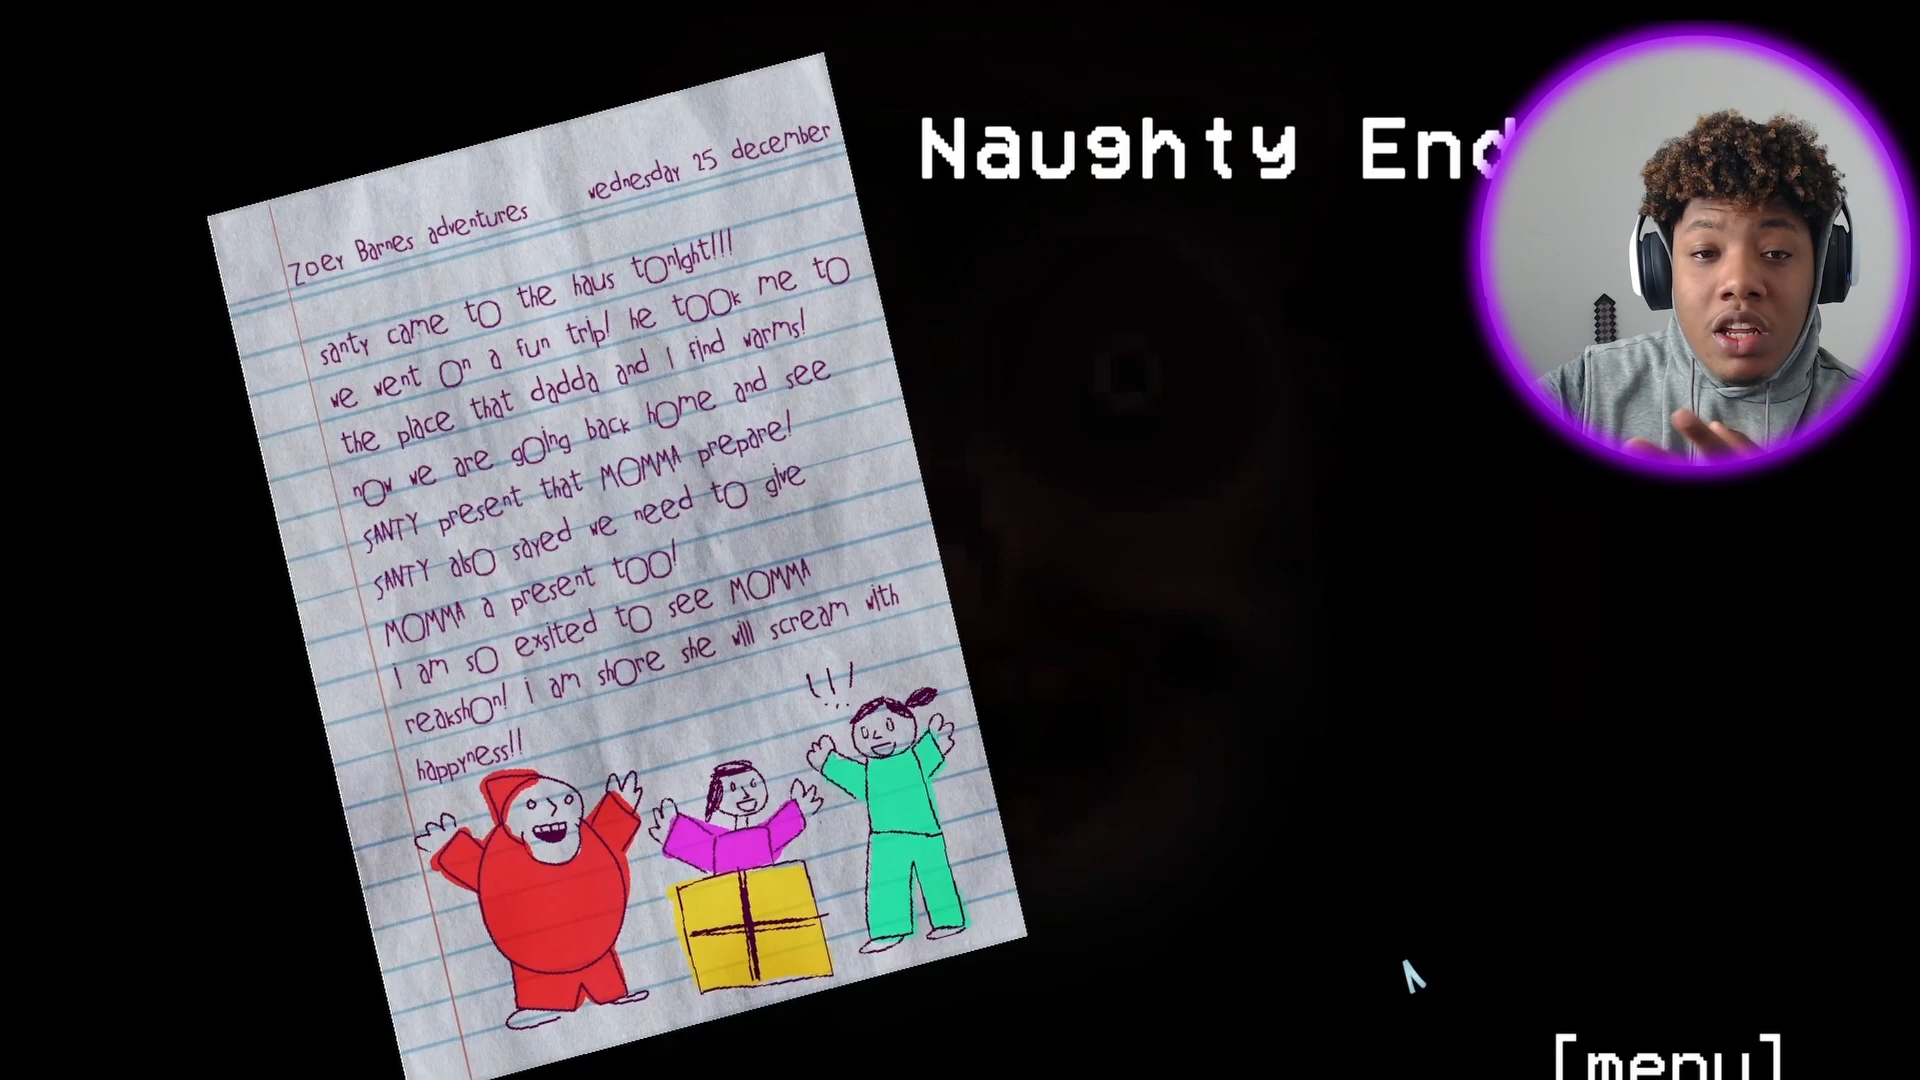 Zoey Barnes adventures wednesday 25 december
santy came to the haus tonight!!!
we went on a fun trip! he took me to
the place that dadda and i find warms!
now we are going back home and see
SANTY present that MOMMA prepare!
SANTY also sayed we need to give
MOMMA a present too!
i am so exsited to see MOMMA
reakshon! i am shore she will scream with
happyness!!
!!!
Naughty End
[menu]